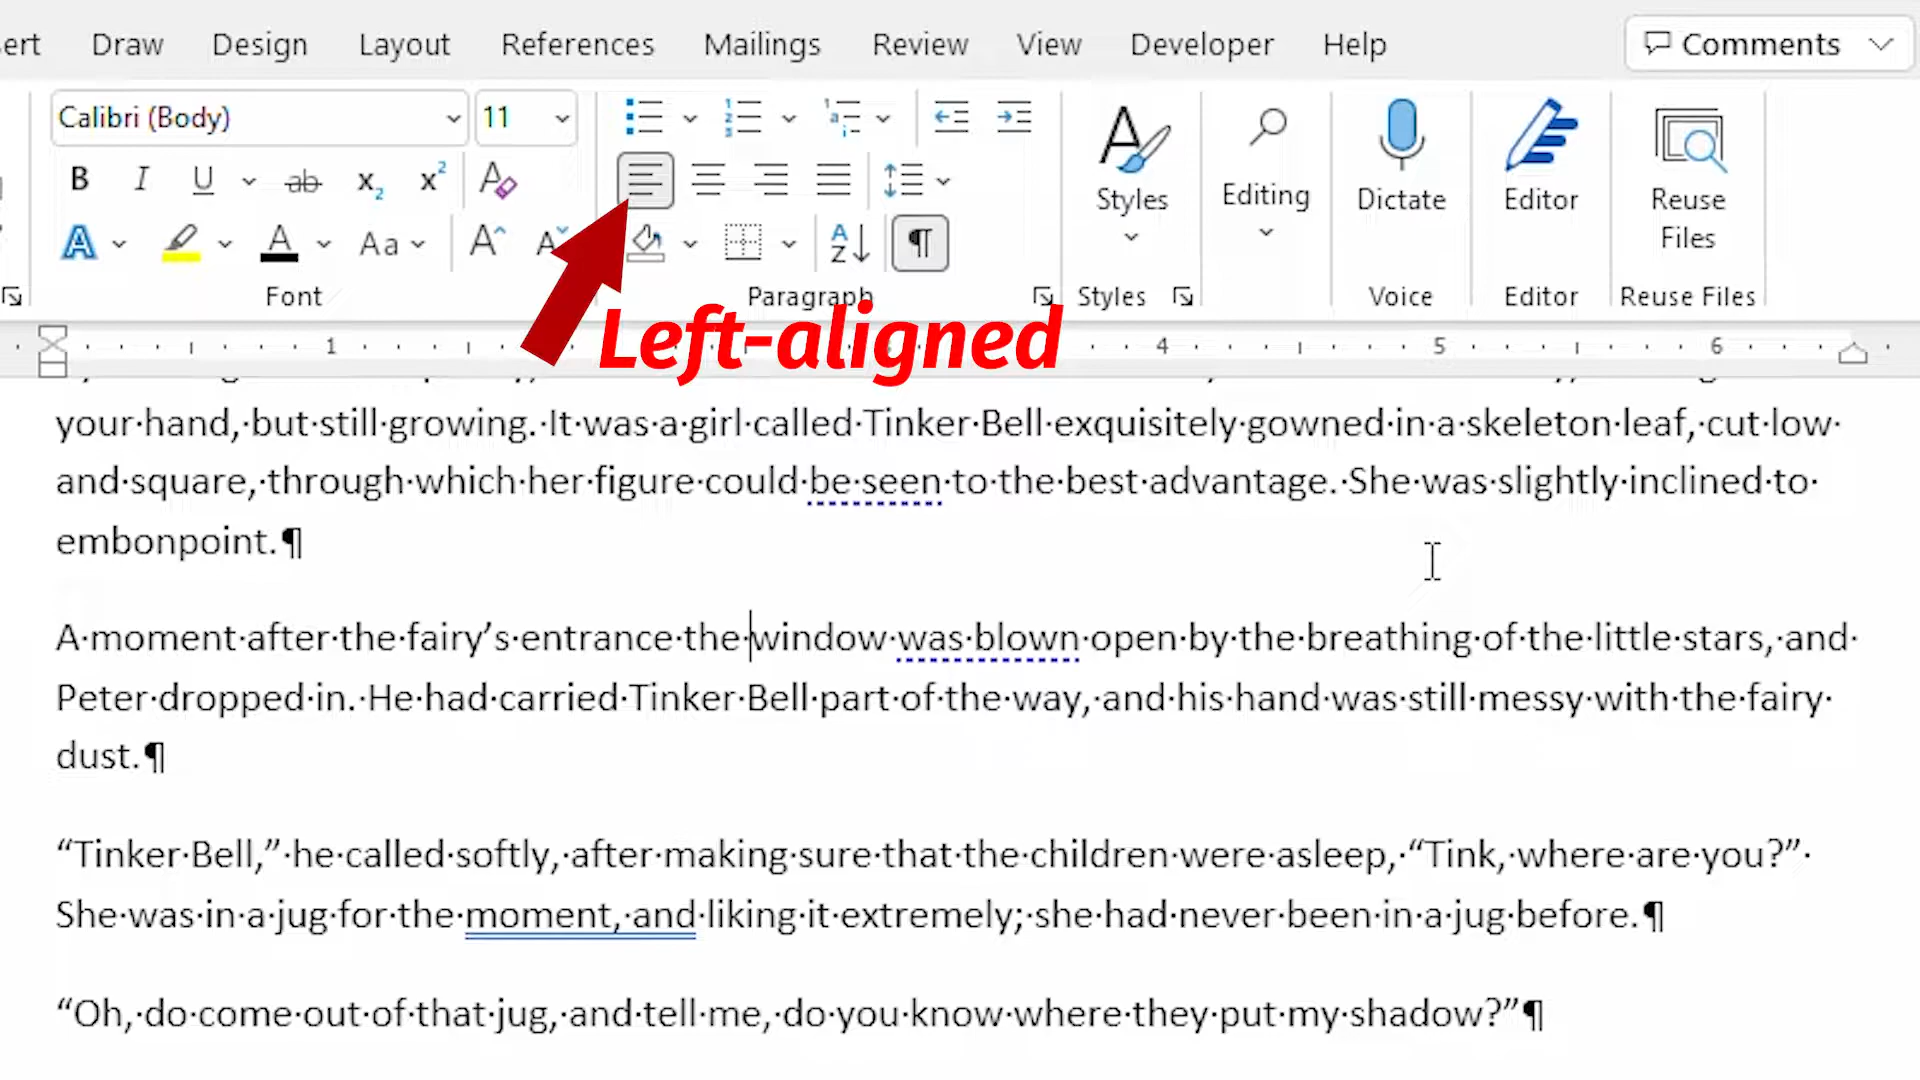 Draw Design Layout References Mailings Review View Developer Help Comments
Calibri (Body) 11
B I U ab x₂ x² A
A A Aa A A A Z ¶
Styles Editing Dictate Editor Reuse Files
Font Paragraph Styles Voice Editor Reuse Files
Left-aligned
1 4 5 6
your·hand,·but·still·growing.·It·was·a·girl·called·Tinker·Bell·exquisitely·gowned·in·a·skeleton·leaf,·cut·low·
and·square,·through·which·her·figure·could·be·seen·to·the·best·advantage.·She·was·slightly·inclined·to·
embonpoint.¶
A·moment·after·the·fairy’s·entrance·the·window·was·blown·open·by·the·breathing·of·the·little·stars,·and·
Peter·dropped·in.·He·had·carried·Tinker·Bell·part·of·the·way,·and·his·hand·was·still·messy·with·the·fairy·
dust.¶
“Tinker·Bell,”·he·called·softly,·after·making·sure·that·the·children·were·asleep,·“Tink,·where·are·you?”·
She·was·in·a·jug·for·the·moment,·and·liking·it·extremely;·she·had·never·been·in·a·jug·before.¶
“Oh,·do·come·out·of·that·jug,·and·tell·me,·do·you·know·where·they·put·my·shadow?”¶